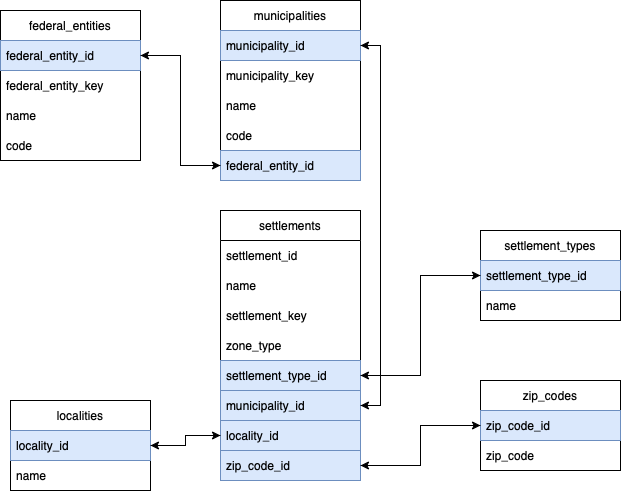 federal_entities
federal_entity_id
federal_entity_key
name
code
municipalities
municipality_id
municipality_key
name
code
federal_entity_id
settlements
settlement_id
name
settlement_key
zone_type
settlement_type_id
municipality_id
locality_id
zip_code_id
settlement_types
settlement_type_id
name
localities
locality_id
name
zip_codes
zip_code_id
zip_code